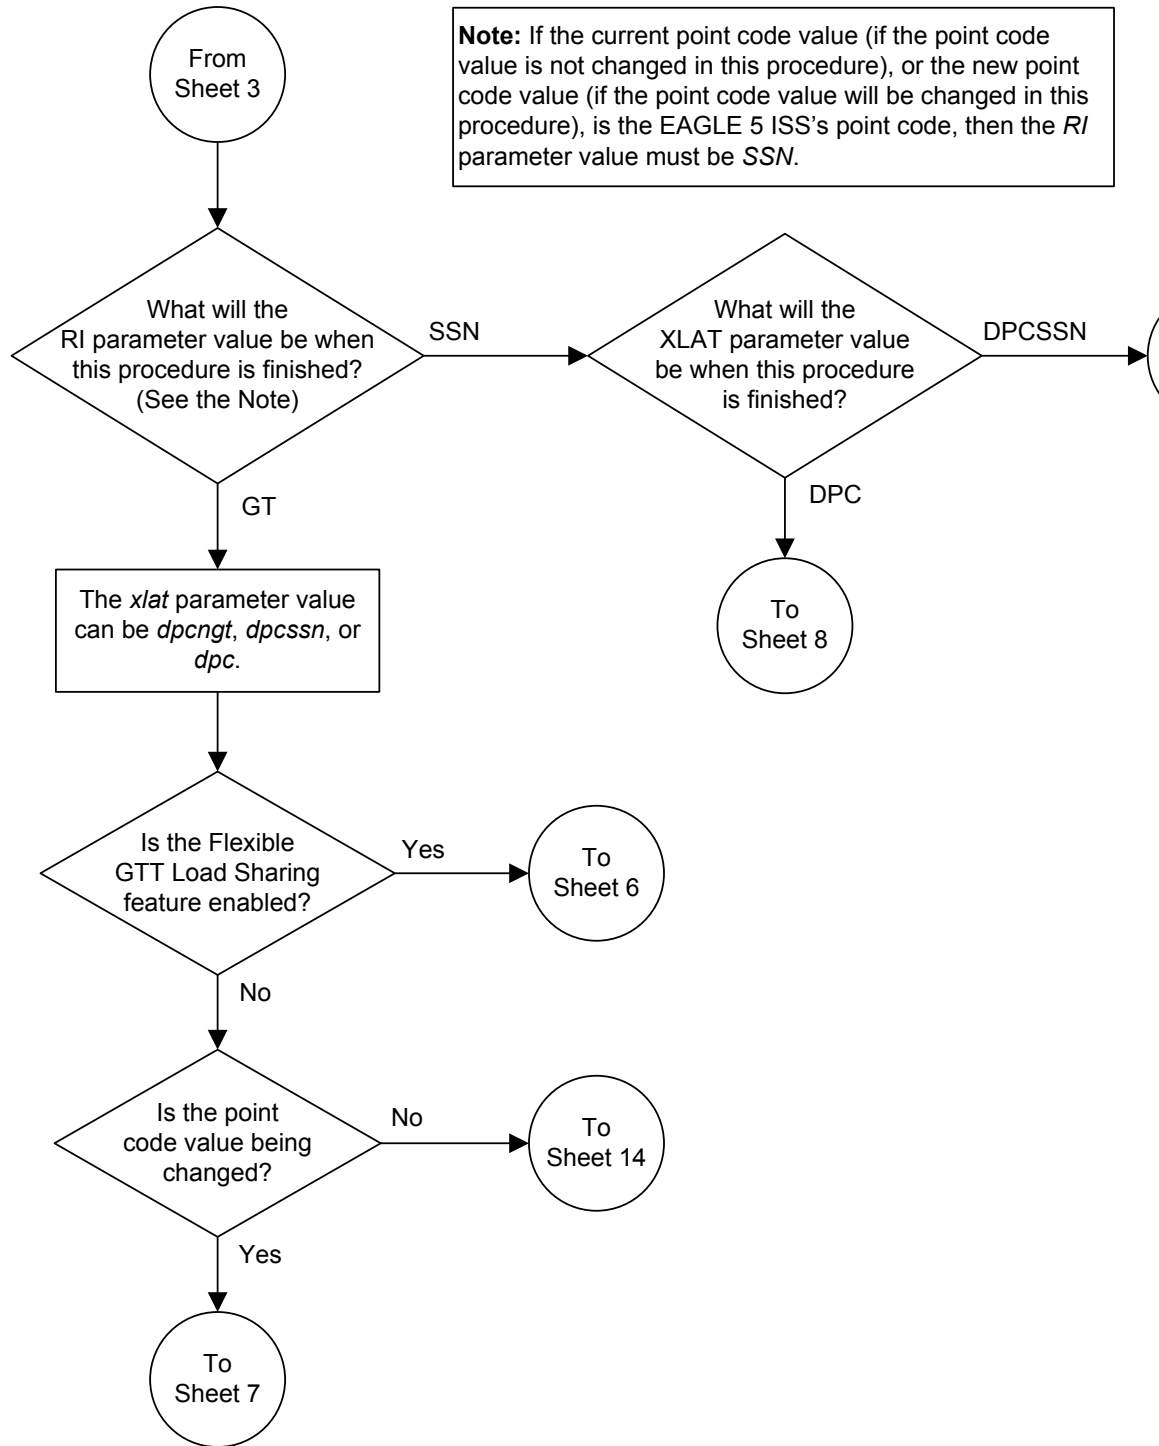 From
Sheet 3
Note: If the current point code value (if the point code
value is not changed in this procedure), or the new point
code value (if the point code value will be changed in this
procedure), is the EAGLE 5 ISS’s point code, then the RI
parameter value must be SSN.
What will the
RI parameter value be when
this procedure is finished?
(See the Note)
SSN
What will the
XLAT parameter value
be when this procedure
is finished?
DPCSSN
GT
DPC
The xlat parameter value
can be dpcngt, dpcssn, or
dpc.
To
Sheet 8
Is the Flexible
GTT Load Sharing
feature enabled?
Yes
To
Sheet 6
No
Is the point
code value being
changed?
No
To
Sheet 14
Yes
To
Sheet 7